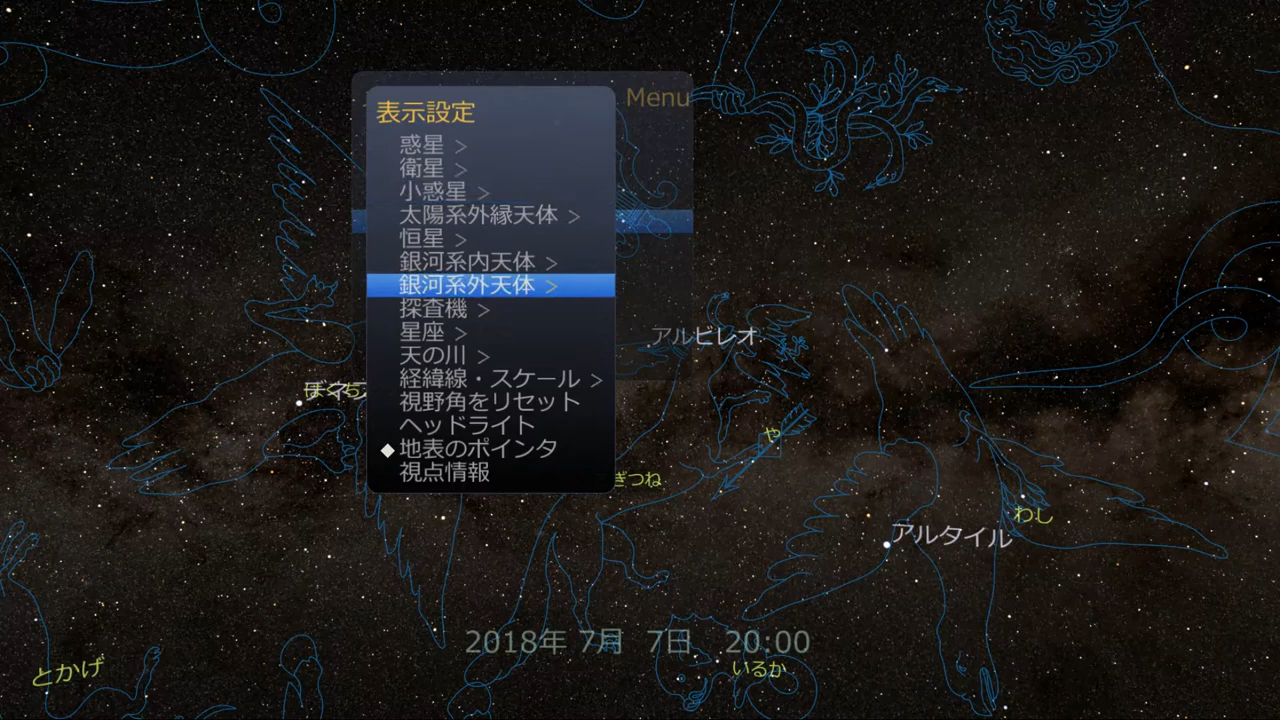 Menu
表示設定
惑星 >
衛星 >
小惑星 >
太陽系外縁天体 >
恒星 >
銀河系内天体 >
銀河系外天体 >
探査機 >
星座 >
天の川 >
経緯線・スケール >
視野角をリセット
ヘッドライト
地表のポインタ
視点情報
アルビレオ
や
ぎつね
わし
アルタイル
2018年 7月 7日 20:00
いるか
とかげ